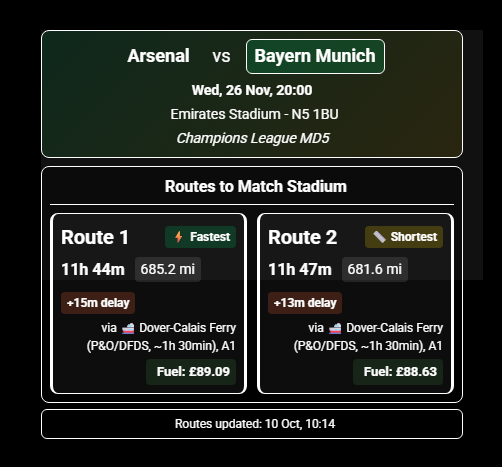 Arsenal vs Bayern Munich
Wed, 26 Nov, 20:00
Emirates Stadium - N5 1BU
Champions League MD5
Routes to Match Stadium
Route 1 ⚡ Fastest
11h 44m 685.2 mi
+15m delay
via 🚢 Dover-Calais Ferry
(P&O/DFDS, ~1h 30min), A1
Fuel: £89.09
Route 2 📏 Shortest
11h 47m 681.6 mi
+13m delay
via 🚢 Dover-Calais Ferry
(P&O/DFDS, ~1h 30min), A1
Fuel: £88.63
Routes updated: 10 Oct, 10:14